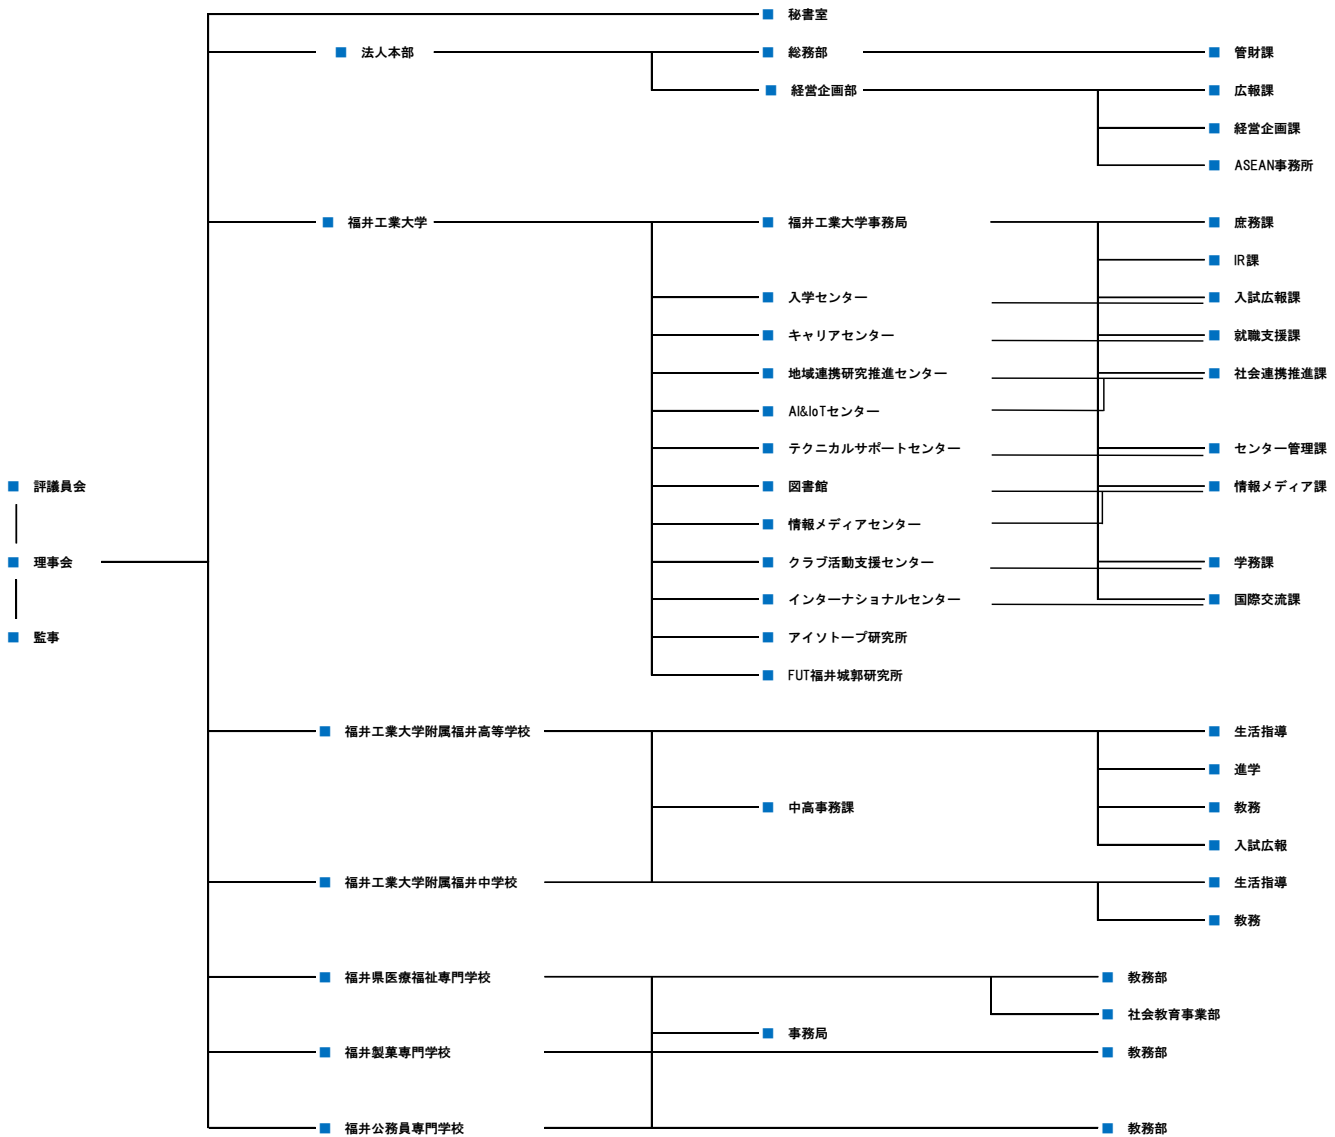 秘書室
法人本部
総務部
管財課
経営企画部
広報課
経営企画課
ASEAN事務所
福井工業大学
福井工業大学事務局
庶務課
IR課
入学センター
入試広報課
キャリアセンター
就職支援課
地域連携研究推進センター
社会連携推進課
AI&IoTセンター
テクニカルサポートセンター
センター管理課
評議員会
図書館
情報メディア課
情報メディアセンター
理事会
クラブ活動支援センター
学務課
インターナショナルセンター
国際交流課
監事
アイソトープ研究所
FUT福井城郭研究所
福井工業大学附属福井高等学校
生活指導
進学
中高事務課
教務
入試広報
福井工業大学附属福井中学校
生活指導
教務
福井県医療福祉専門学校
教務部
社会教育事業部
事務局
福井製菓専門学校
教務部
福井公務員専門学校
教務部